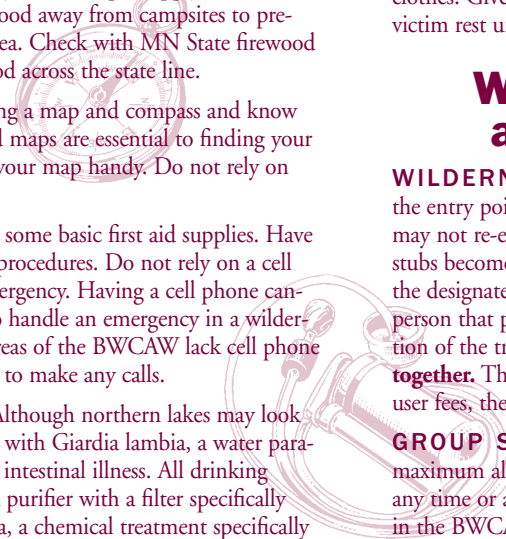 ood away from campsites to pre-
ea. Check with MN State firewood
od across the state line.
ng a map and compass and know
d maps are essential to finding your
your map handy. Do not rely on
some basic first aid supplies. Have
procedures. Do not rely on a cell
ergency. Having a cell phone can-
o handle an emergency in a wilder-
reas of the BWCAW lack cell phone
to make any calls.
Although northern lakes may look
with Giardia lambia, a water para-
intestinal illness. All drinking
purifier with a filter specifically
a, a chemical treatment specifically
victim rest u
W
a
WILDERN
the entry poi
may not re-e
stubs become
the designate
person that p
tion of the tr
together. Th
user fees, the
GROUP S
maximum al
any time or a
in the BWCA